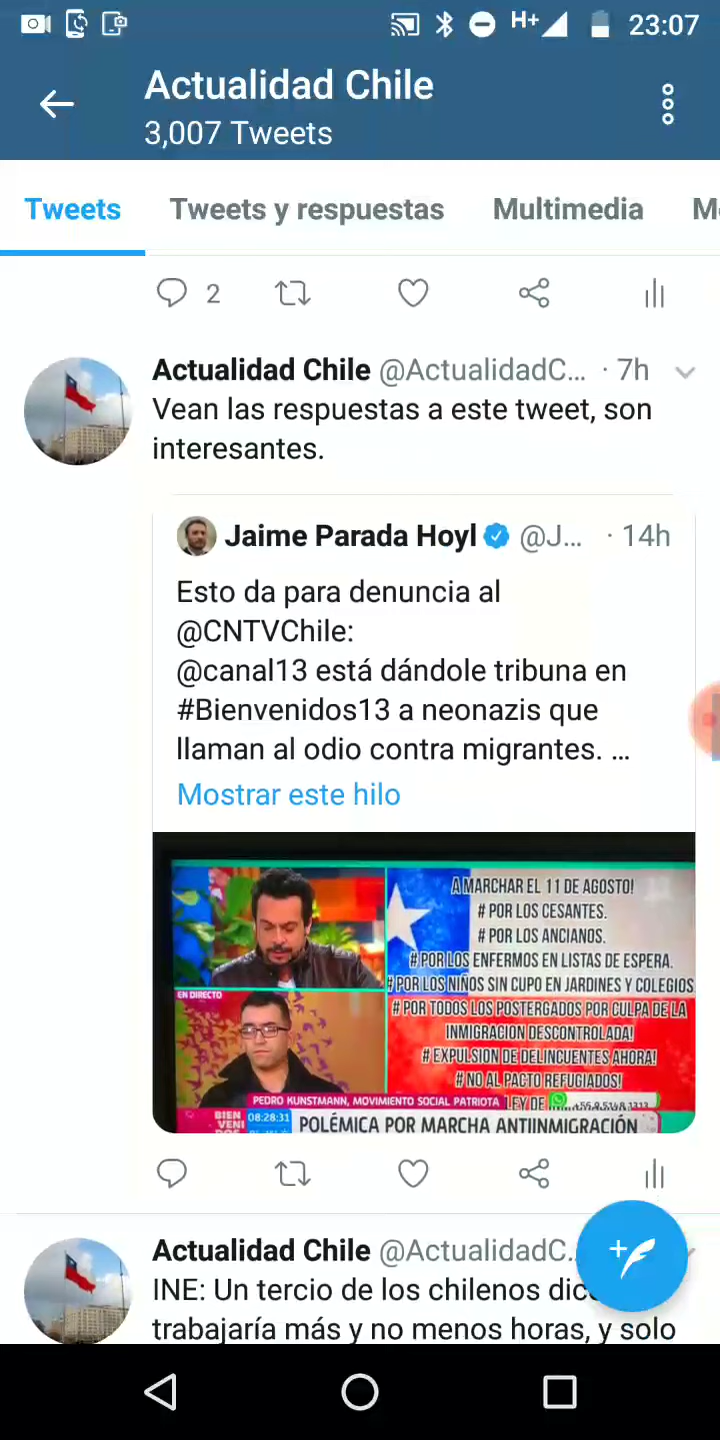 H+ 23:07
Actualidad Chile
3,007 Tweets
Tweets Tweets y respuestas Multimedia
2
Actualidad Chile @ActualidadC... · 7h
Vean las respuestas a este tweet, son
interesantes.
Jaime Parada Hoyl @J... · 14h
Esto da para denuncia al
@CNTVChile:
@canal13 está dándole tribuna en
#Bienvenidos13 a neonazis que
llaman al odio contra migrantes. ...
Mostrar este hilo
A MARCHAR EL 11 DE AGOSTO!
# POR LOS CESANTES.
# POR LOS ANCIANOS.
# POR LOS ENFERMOS EN LISTAS DE ESPERA.
# POR LOS NIÑOS SIN CUPO EN JARDINES Y COLEGIOS
EN DIRECTO
# POR TODOS LOS POSTERGADOS POR CULPA DE LA
INMIGRACION DESCONTROLADA!
# EXPULSION DE DELINCUENTES AHORA!
# NO AL PACTO REFUGIADOS!
PEDRO KUNSTMANN, MOVIMIENTO SOCIAL PATRIOTA LEY DE
BIEN
VENI 08:28:31
POLÉMICA POR MARCHA ANTIINMIGRACIÓN
Actualidad Chile @ActualidadC...
INE: Un tercio de los chilenos dic
trabajaría más y no menos horas, y solo